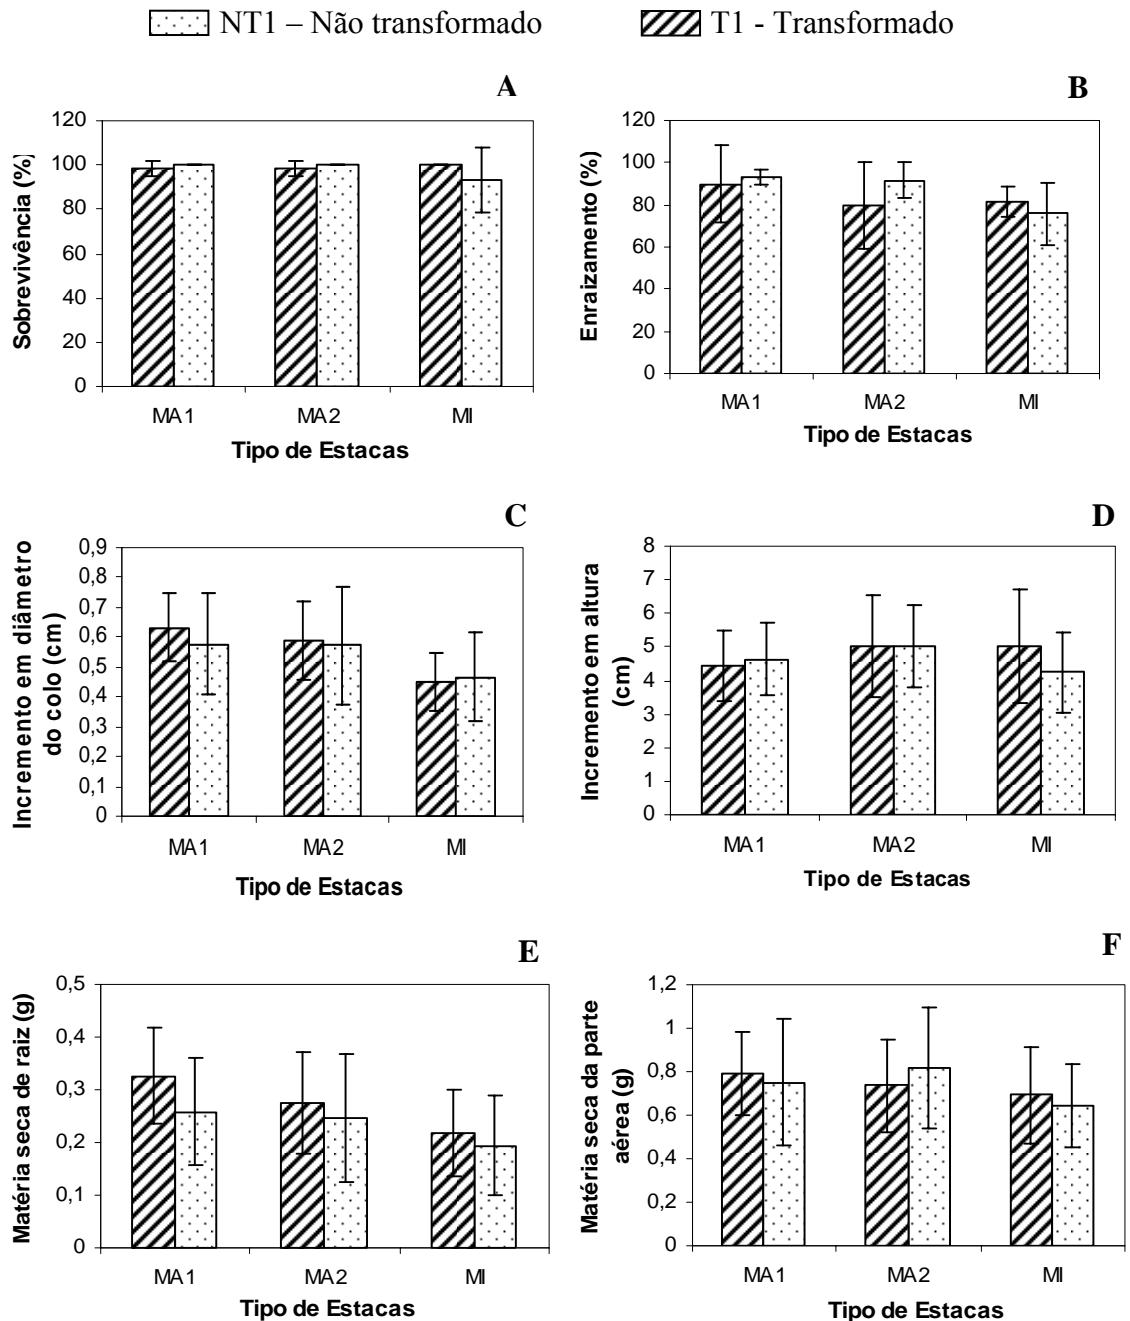 NT1 – Não transformado
T1 - Transformado
A
Sobrevivência (%)
120
100
80
60
40
20
0
MA1
MA2
MI
Tipo de Estacas
B
Enraizamento (%)
120
100
80
60
40
20
0
MA1
MA2
MI
Tipo de Estacas
C
Incremento em diâmetro
do colo (cm)
0,9
0,8
0,7
0,6
0,5
0,4
0,3
0,2
0,1
0
MA1
MA2
MI
Tipo de Estacas
D
Incremento em altura
(cm)
8
7
6
5
4
3
2
1
0
MA1
MA2
MI
Tipo de Estacas
E
Matéria seca de raiz (g)
0,5
0,4
0,3
0,2
0,1
0
MA1
MA2
MI
Tipo de Estacas
F
Matéria seca da parte
aérea (g)
1,2
1
0,8
0,6
0,4
0,2
0
MA1
MA2
MI
Tipo de Estacas